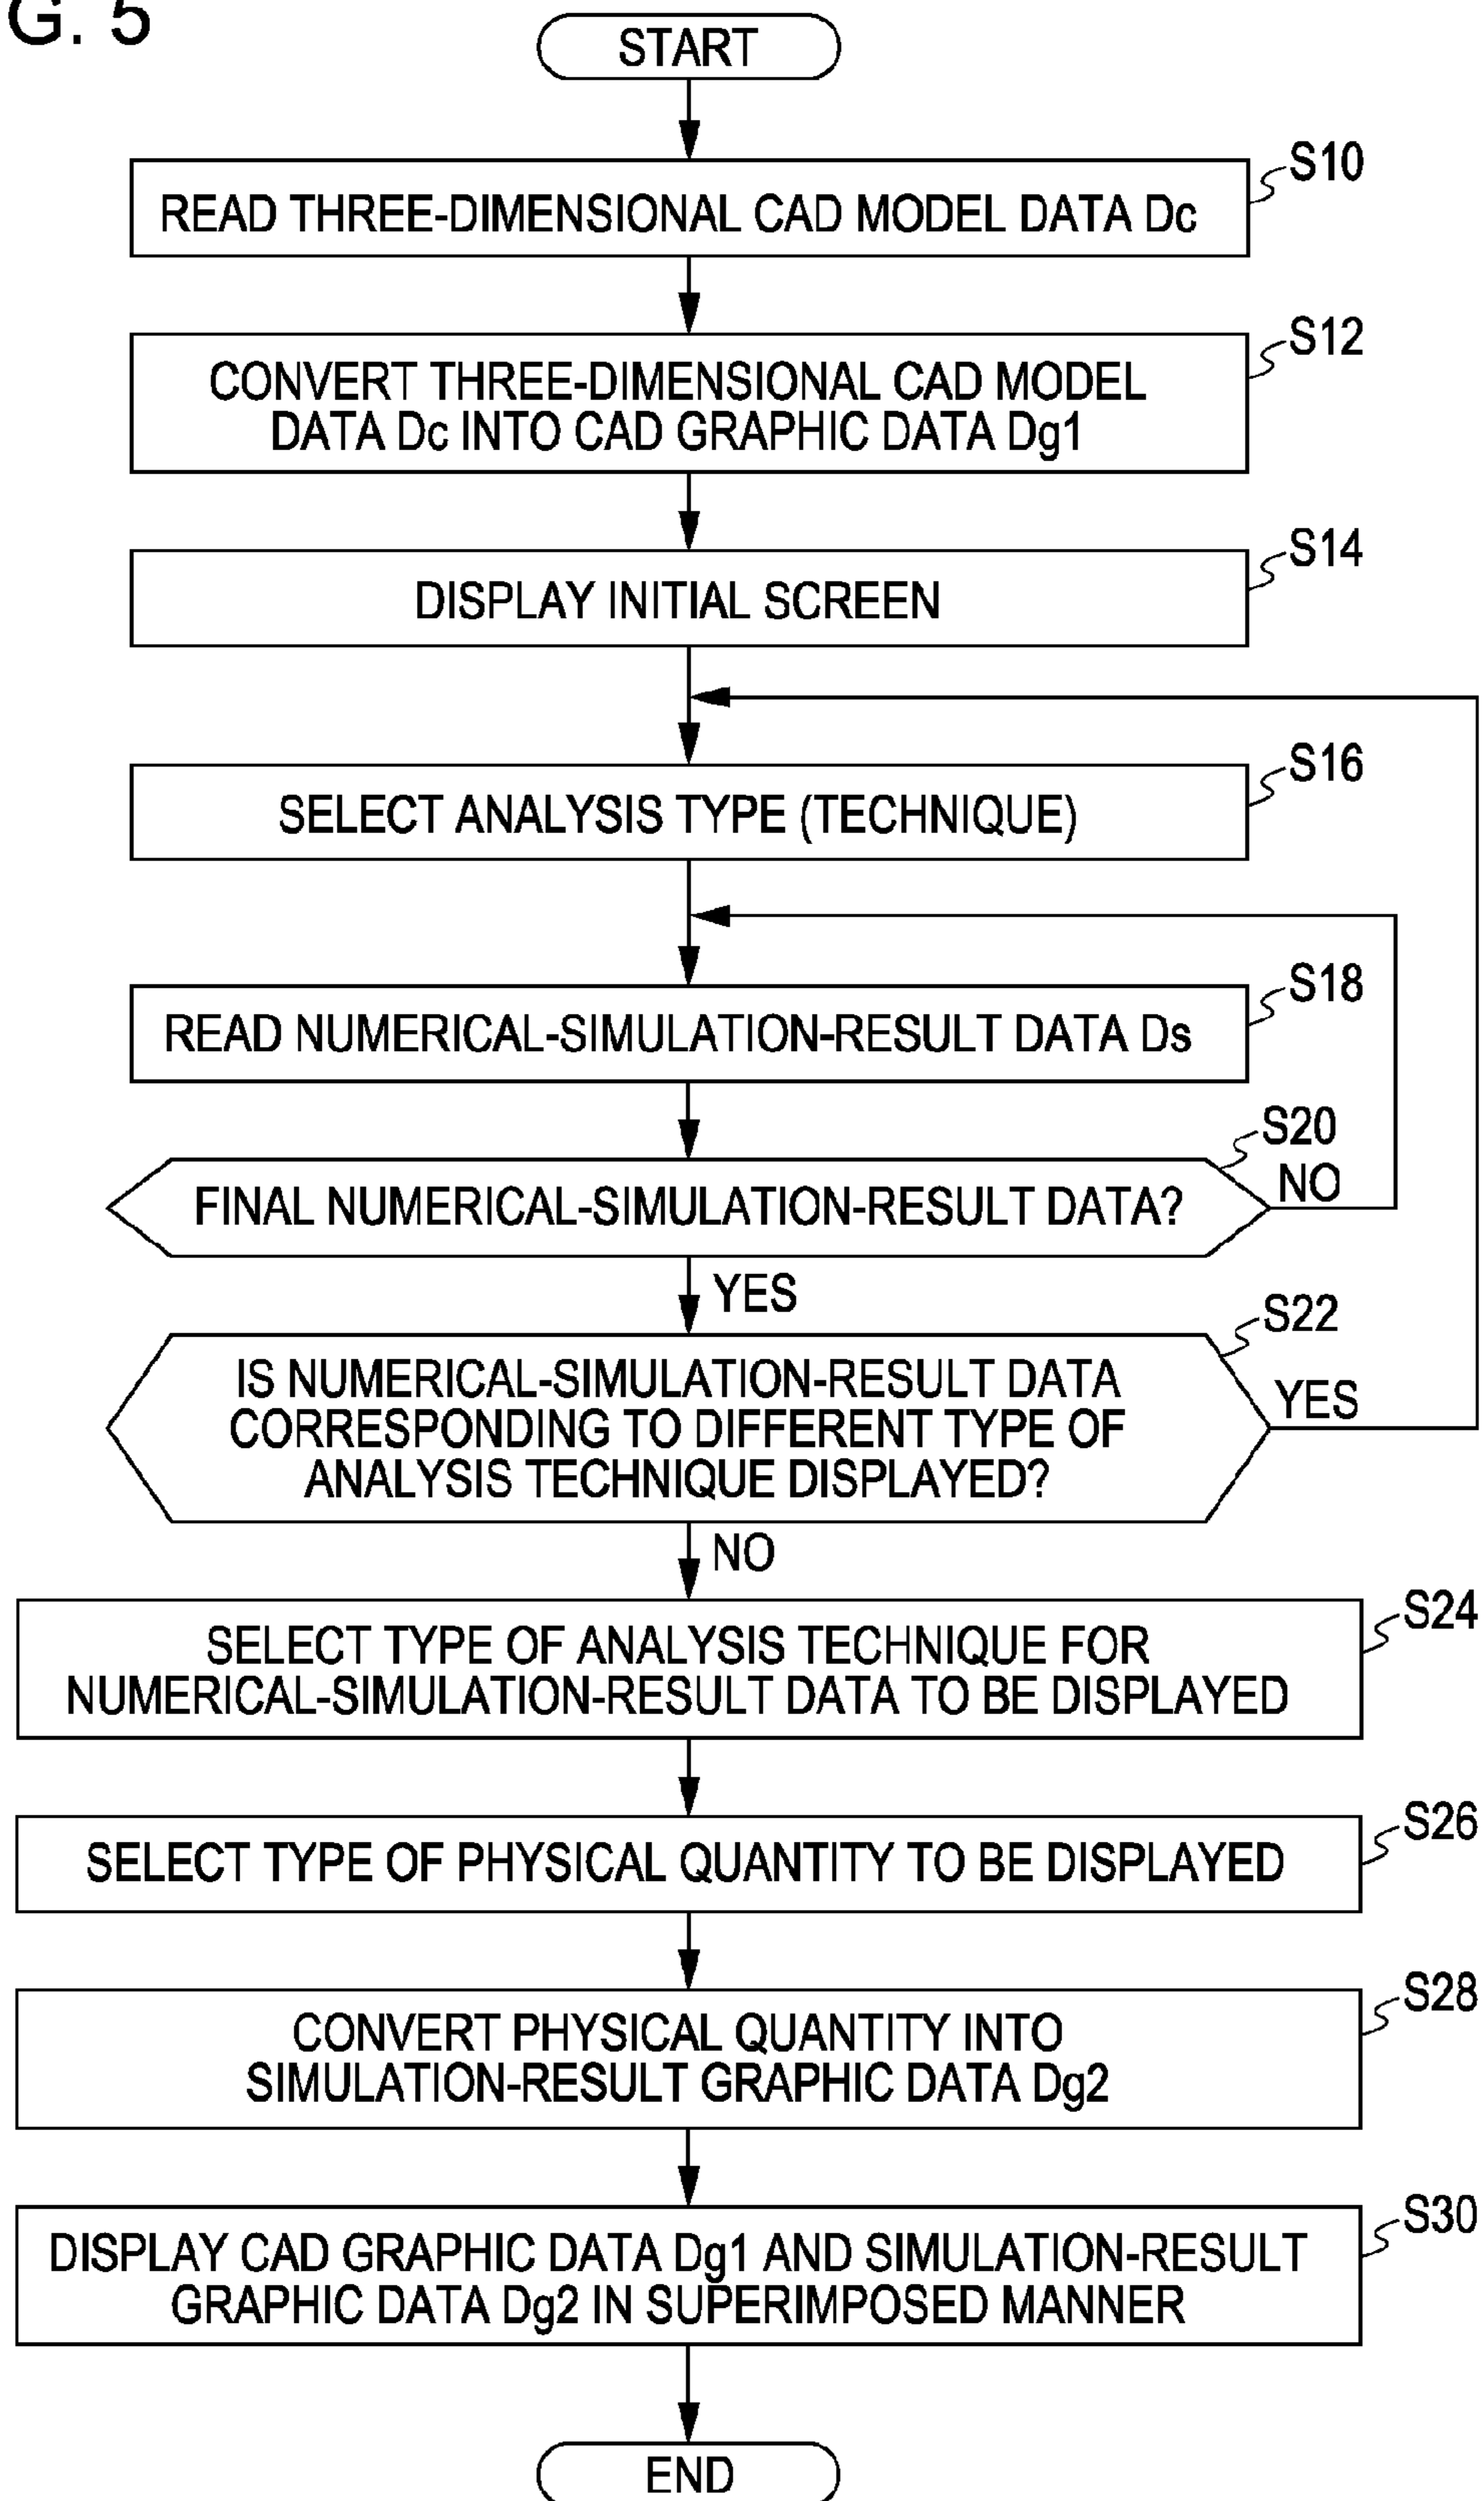 G. 5
START
S10
READ THREE-DIMENSIONAL CAD MODEL DATA Dc
S12
CONVERT THREE-DIMENSIONAL CAD MODEL
DATA Dc INTO CAD GRAPHIC DATA Dg1
S14
DISPLAY INITIAL SCREEN
S16
SELECT ANALYSIS TYPE (TECHNIQUE)
S18
READ NUMERICAL-SIMULATION-RESULT DATA Ds
S20
NO
FINAL NUMERICAL-SIMULATION-RESULT DATA?
YES
S22
YES
IS NUMERICAL-SIMULATION-RESULT DATA
CORRESPONDING TO DIFFERENT TYPE OF
ANALYSIS TECHNIQUE DISPLAYED?
NO
S24
SELECT TYPE OF ANALYSIS TECHNIQUE FOR
NUMERICAL-SIMULATION-RESULT DATA TO BE DISPLAYED
S26
SELECT TYPE OF PHYSICAL QUANTITY TO BE DISPLAYED
S28
CONVERT PHYSICAL QUANTITY INTO
SIMULATION-RESULT GRAPHIC DATA Dg2
S30
DISPLAY CAD GRAPHIC DATA Dg1 AND SIMULATION-RESULT
GRAPHIC DATA Dg2 IN SUPERIMPOSED MANNER
END